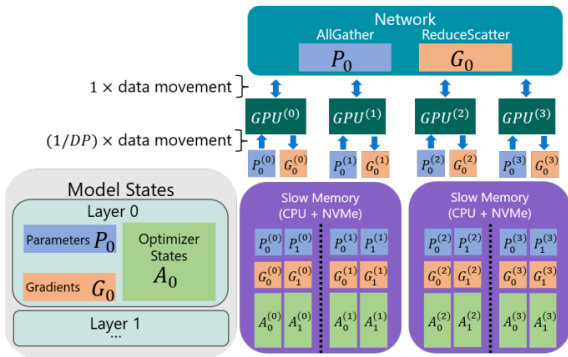 Network
AllGather ReduceScatter
P₀ G₀
1 × data movement
GPU⁽⁰⁾ GPU⁽¹⁾ GPU⁽²⁾ GPU⁽³⁾
(1/DP) × data movement
P₀⁽⁰⁾ G₀⁽⁰⁾ P₀⁽¹⁾ G₀⁽¹⁾ P₀⁽²⁾ G₀⁽²⁾ P₀⁽³⁾ G₀⁽³⁾
Model States
Layer 0
Parameters P₀
Optimizer
States
A₀
Gradients G₀
Layer 1
...
Slow Memory
(CPU + NVMe)
P₀⁽⁰⁾ P₁⁽⁰⁾ P₀⁽¹⁾ P₁⁽¹⁾
G₀⁽⁰⁾ G₁⁽⁰⁾ G₀⁽¹⁾ G₁⁽¹⁾
A₀⁽⁰⁾ A₁⁽⁰⁾ A₀⁽¹⁾ A₁⁽¹⁾
Slow Memory
(CPU + NVMe)
P₀⁽²⁾ P₁⁽²⁾ P₀⁽³⁾ P₁⁽³⁾
G₀⁽²⁾ G₁⁽²⁾ G₀⁽³⁾ G₁⁽³⁾
A₀⁽²⁾ A₁⁽²⁾ A₀⁽³⁾ A₁⁽³⁾